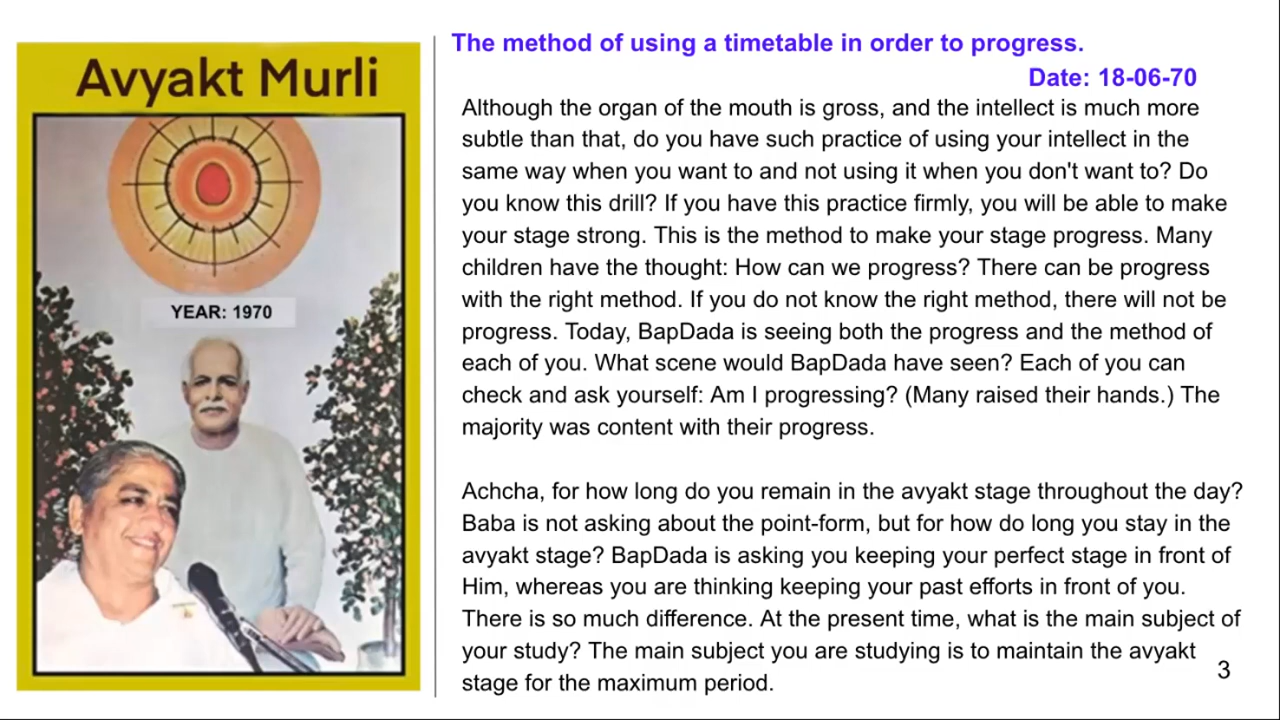 Avyakt Murli
YEAR: 1970
The method of using a timetable in order to progress.
Date: 18-06-70
Although the organ of the mouth is gross, and the intellect is much more
subtle than that, do you have such practice of using your intellect in the
same way when you want to and not using it when you don't want to? Do
you know this drill? If you have this practice firmly, you will be able to make
your stage strong. This is the method to make your stage progress. Many
children have the thought: How can we progress? There can be progress
with the right method. If you do not know the right method, there will not be
progress. Today, BapDada is seeing both the progress and the method of
each of you. What scene would BapDada have seen? Each of you can
check and ask yourself: Am I progressing? (Many raised their hands.) The
majority was content with their progress.
Achcha, for how long do you remain in the avyakt stage throughout the day?
Baba is not asking about the point-form, but for how do long you stay in the
avyakt stage? BapDada is asking you keeping your perfect stage in front of
Him, whereas you are thinking keeping your past efforts in front of you.
There is so much difference. At the present time, what is the main subject of
your study? The main subject you are studying is to maintain the avyakt
stage for the maximum period.
3